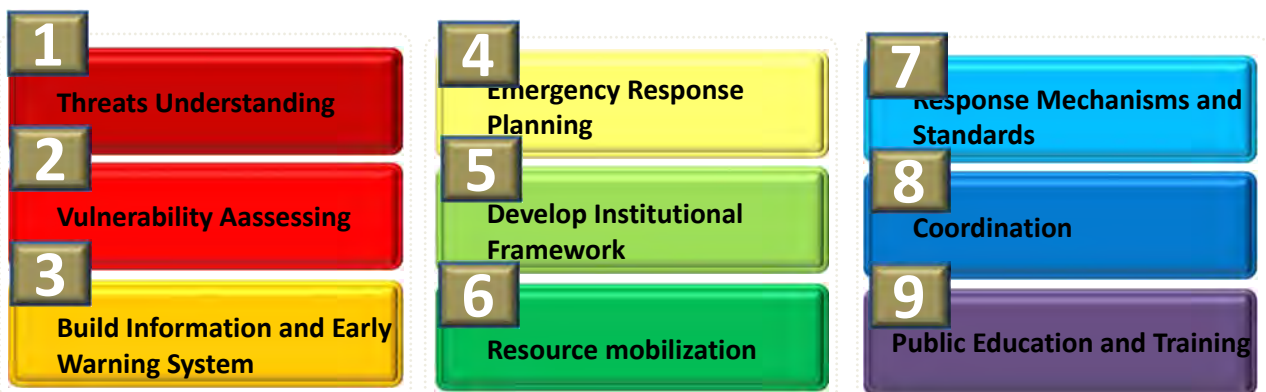 1
Threats Understanding
2
Vulnerability Aassessing
3
Build Information and Early
Warning System
4
Emergency Response
Planning
5
Develop Institutional
Framework
6
Resource mobilization
7
Response Mechanisms and
Standards
8
Coordination
9
Public Education and Training